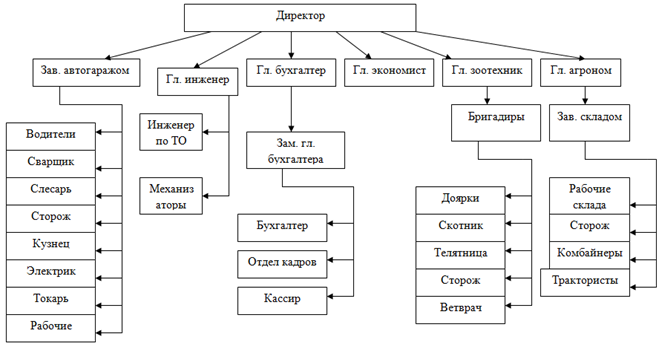 Директор
Зав. автогаражом
Гл. инженер
Гл. бухгалтер
Гл. экономист
Гл. зоотехник
Гл. агроном
Водители
Сварщик
Слесарь
Сторож
Кузнец
Электрик
Токарь
Рабочие
Инженер
по ТО
Механиз
аторы
Зам. гл.
бухгалтера
Бухгалтер
Отдел кадров
Кассир
Бригадиры
Доярки
Скотник
Телятница
Сторож
Ветврач
Зав. складом
Рабочие
склада
Сторож
Комбайнеры
Трактористы